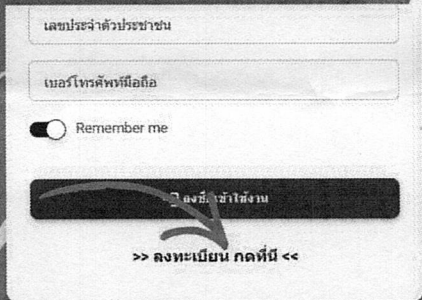 เลขประจำตัวประชาชน
เบอร์โทรศัพท์มือถือ
Remember me
ลงชื่อเข้าใช้งาน
>> ลงทะเบียน กดที่นี่ <<